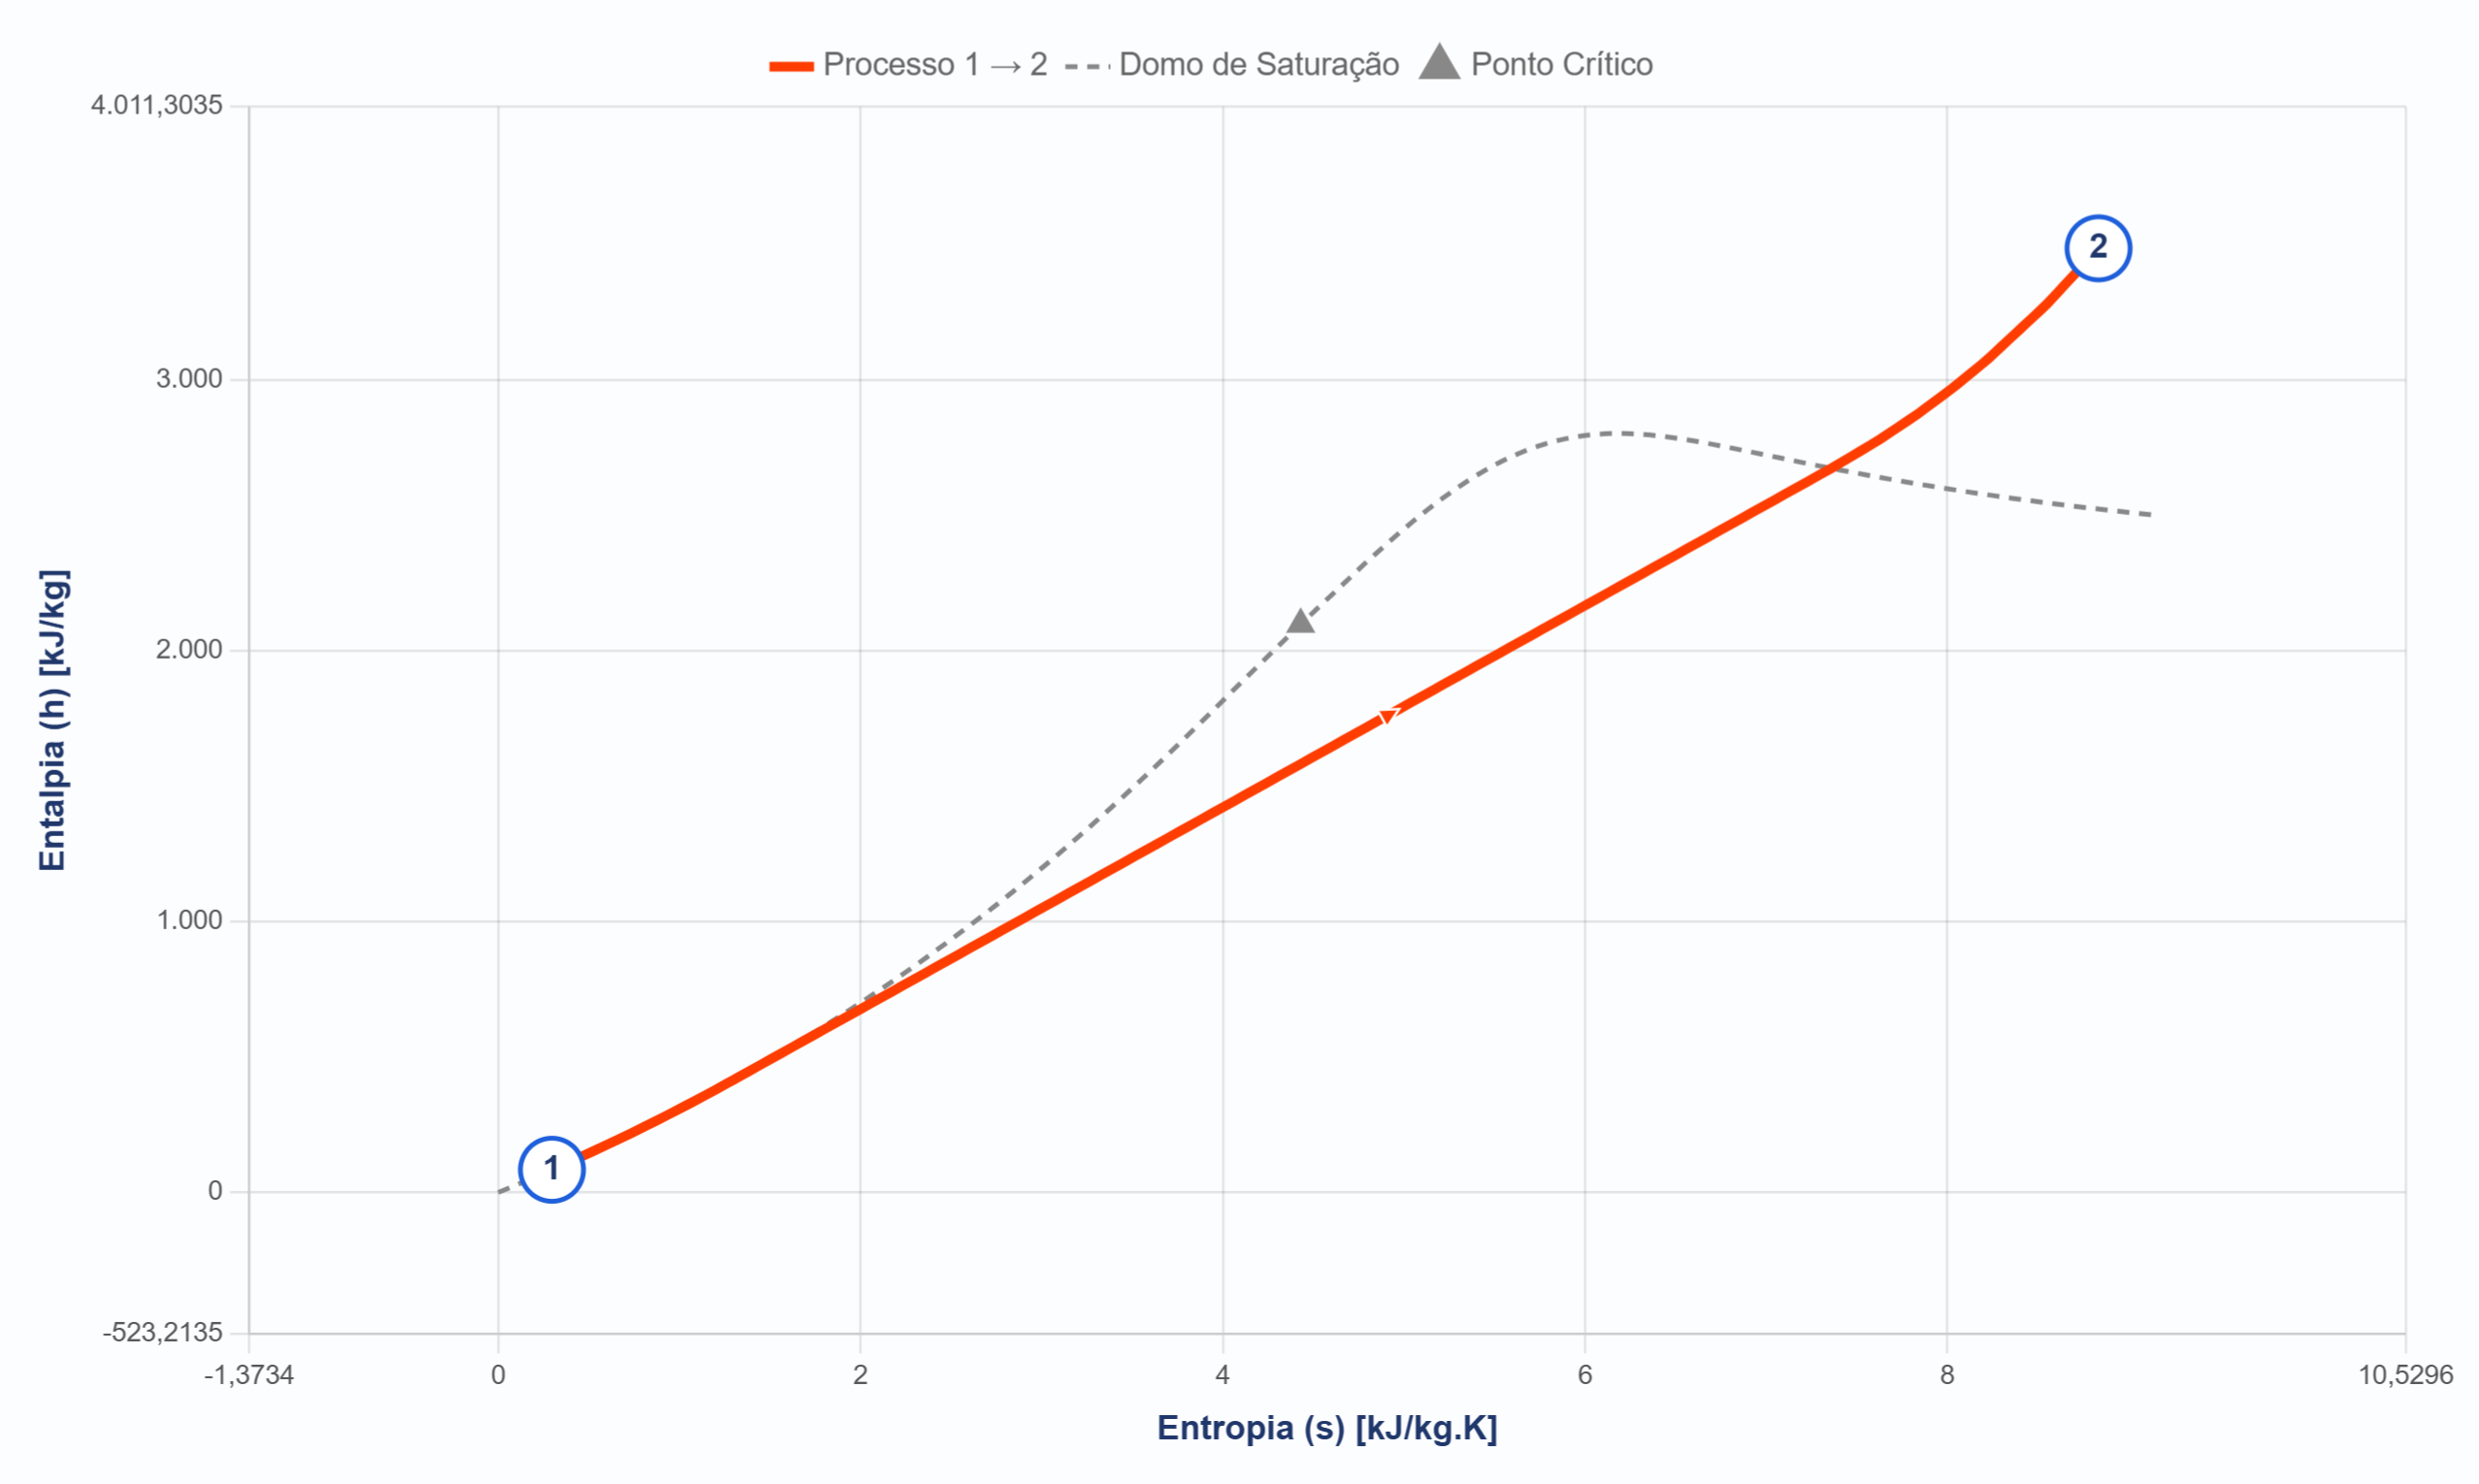 Processo 1 → 2 Domo de Saturação Ponto Crítico
4.011,3035
3.000
2.000
1.000
0
-523,2135
Entalpia (h) [kJ/kg]
2
1
-1,3734 0 2 4 6 8 10,5296
Entropia (s) [kJ/kg.K]